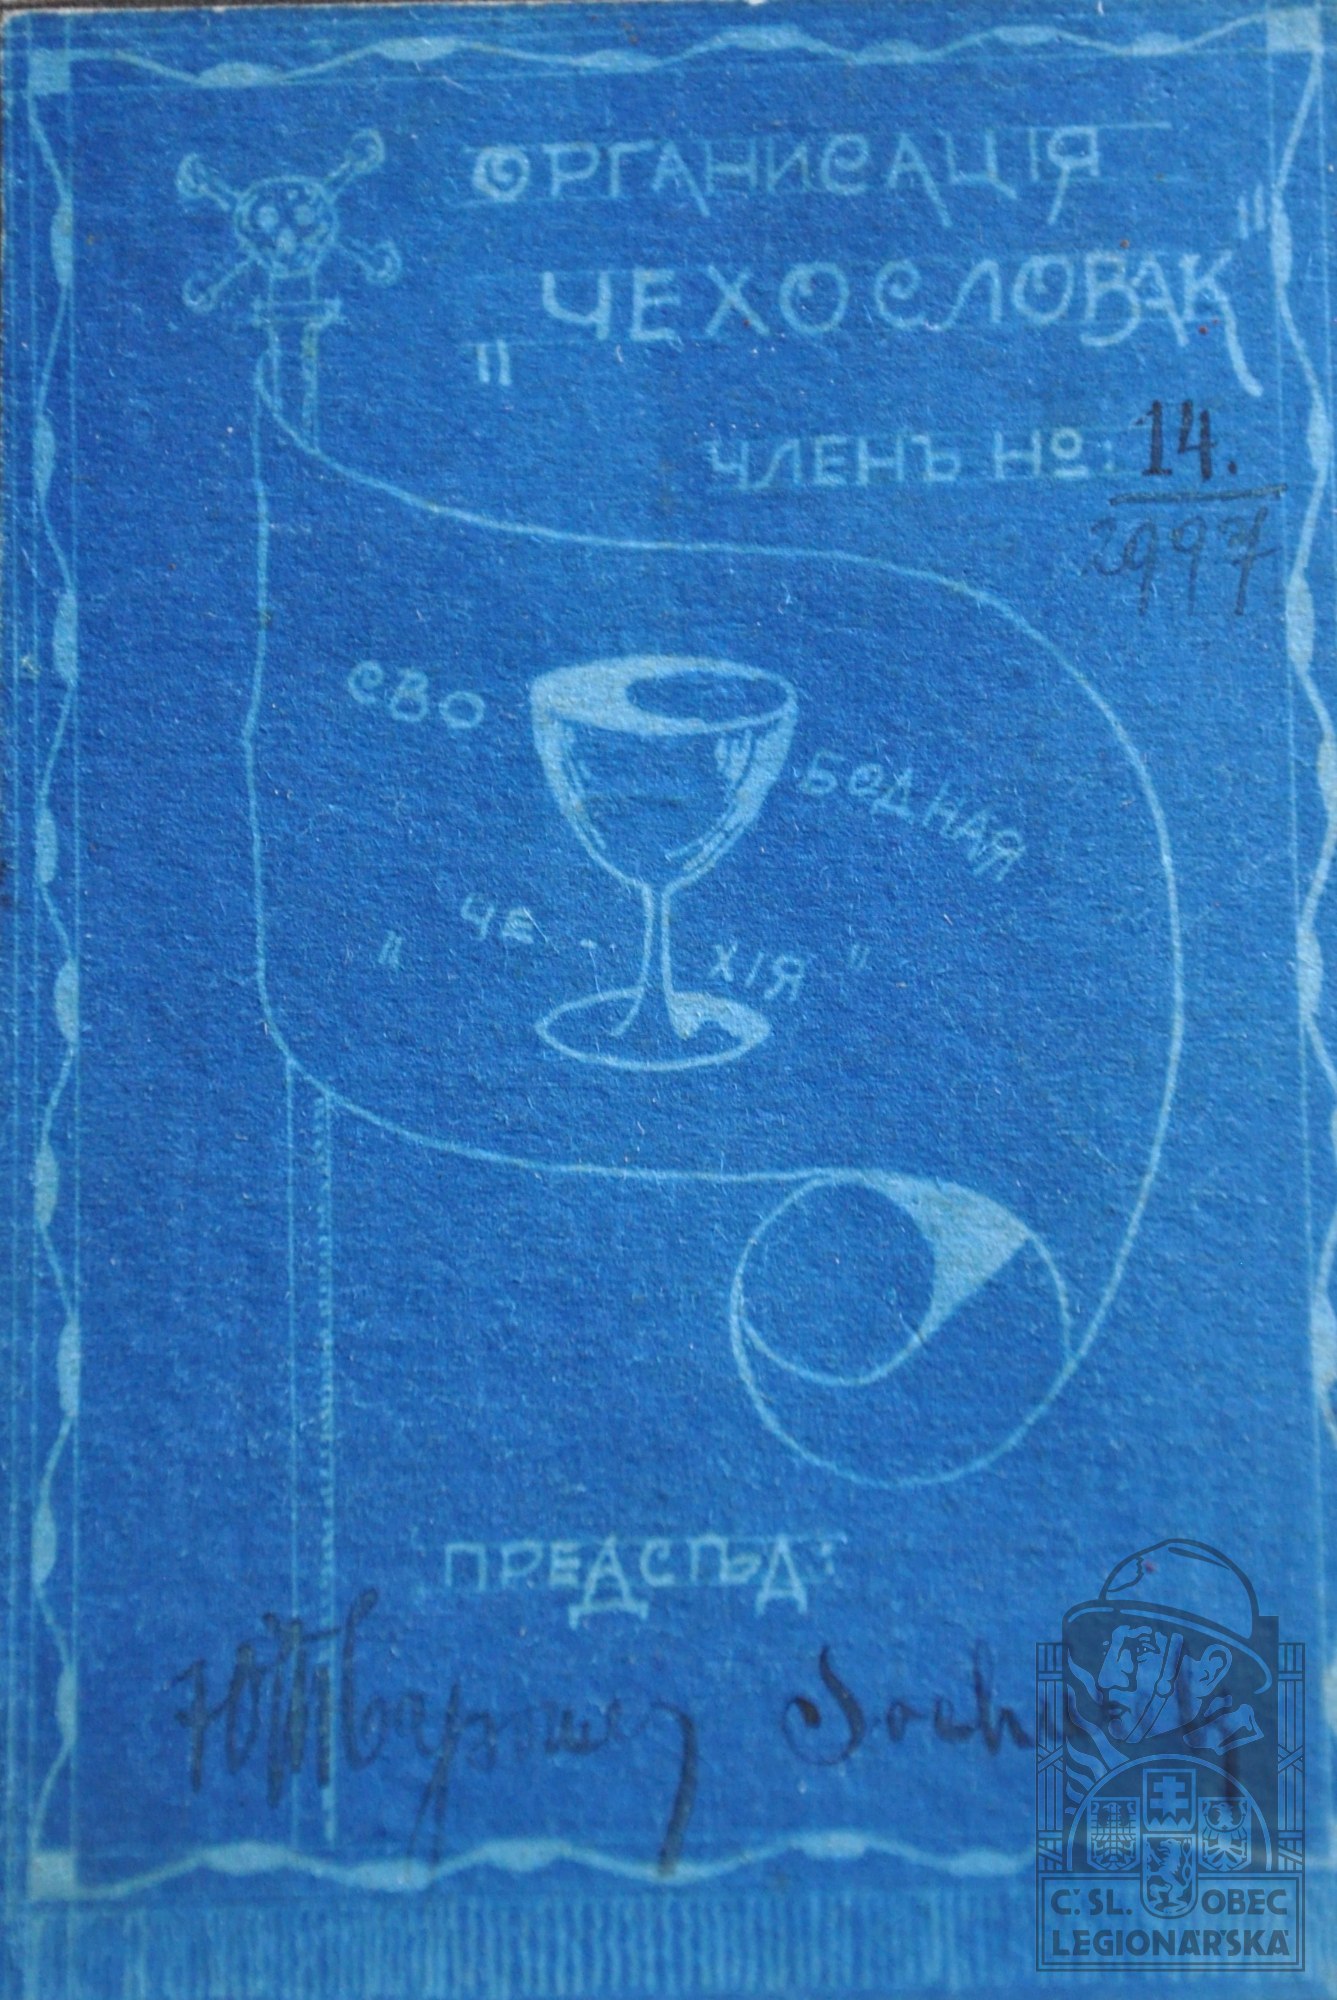 ОРГАНИСАЦІЯ
"ЧЕХОСЛОВАК"
ЧЛЕНЪ НО: 14.
2997
СВО БОДНАЯ
"ЧЕ ХІЯ"
ПРЕДСѢД:
Č.SL. OBEC
LEGIONÁŘSKÁ